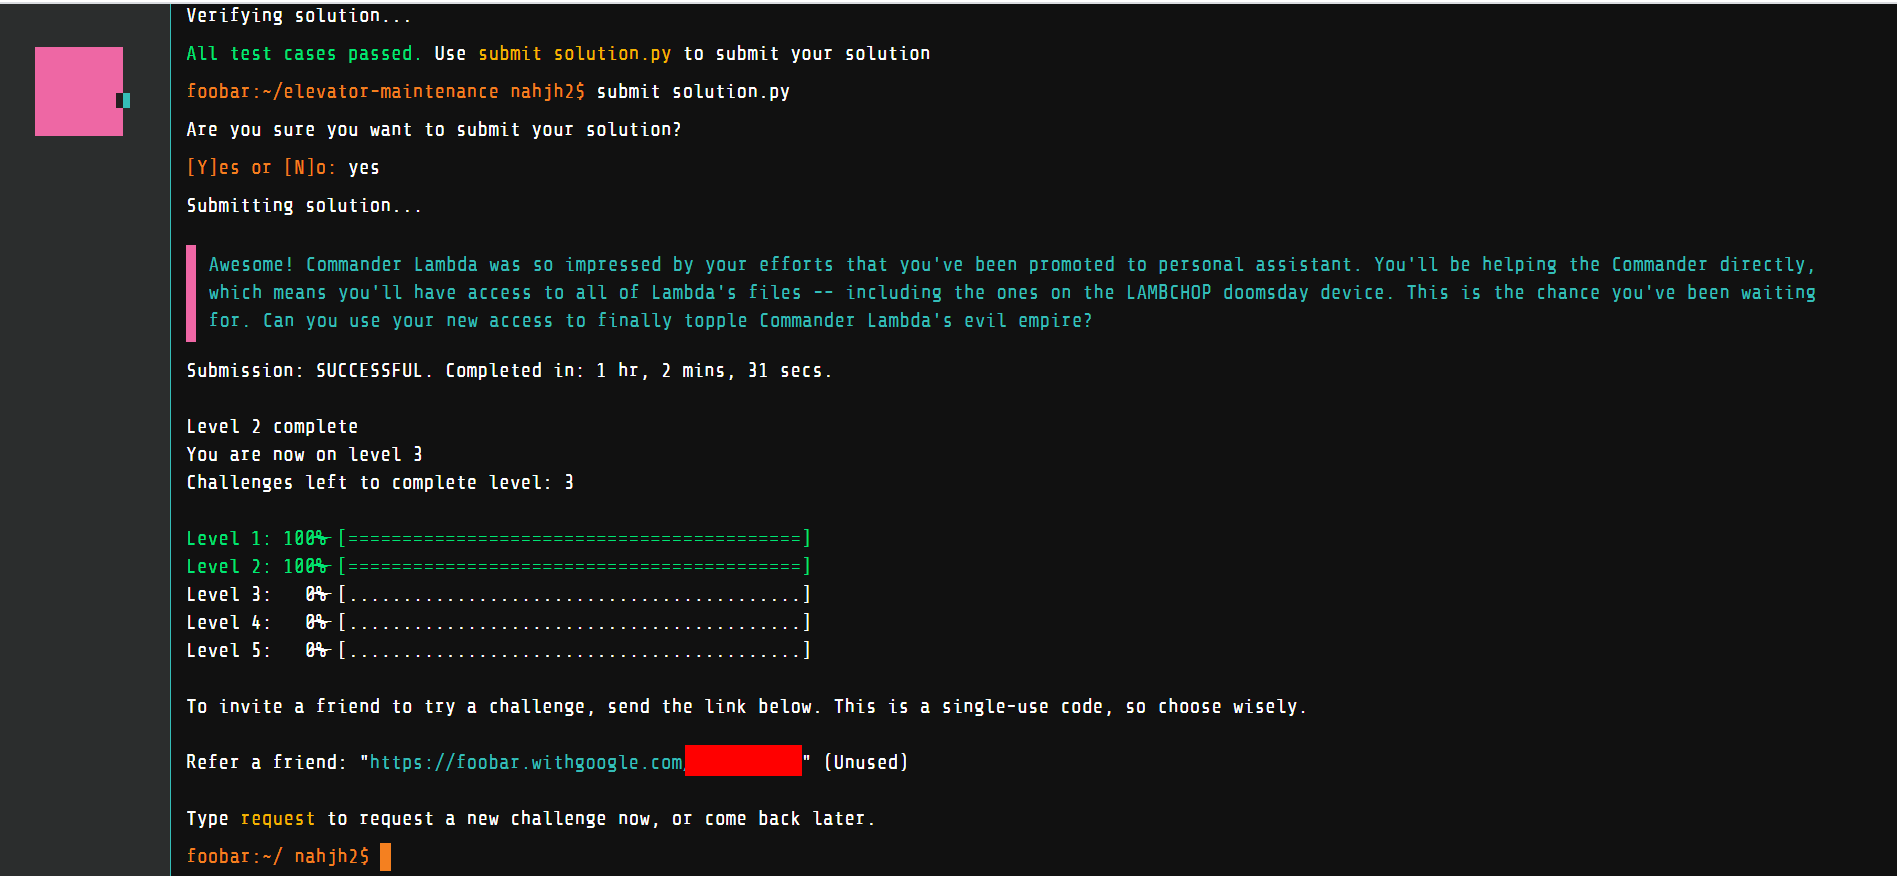 Verifying solution...
All test cases passed. Use submit solution.py to submit your solution
foobar:~/elevator-maintenance nahjh2$ submit solution.py
Are you sure you want to submit your solution?
[Y]es or [N]o: yes
Submitting solution...
Awesome! Commander Lambda was so impressed by your efforts that you've been promoted to personal assistant. You'll be helping the Commander directly,
which means you'll have access to all of Lambda's files -- including the ones on the LAMBCHOP doomsday device. This is the chance you've been waiting
for. Can you use your new access to finally topple Commander Lambda's evil empire?
Submission: SUCCESSFUL. Completed in: 1 hr, 2 mins, 31 secs.
Level 2 complete
You are now on level 3
Challenges left to complete level: 3
Level 1: 100% [==========================================]
Level 2: 100% [==========================================]
Level 3:   0% [..........................................]
Level 4:   0% [..........................................]
Level 5:   0% [..........................................]
To invite a friend to try a challenge, send the link below. This is a single-use code, so choose wisely.
Refer a friend: "https://foobar.withgoogle.com/" (Unused)
Type request to request a new challenge now, or come back later.
foobar:~/ nahjh2$